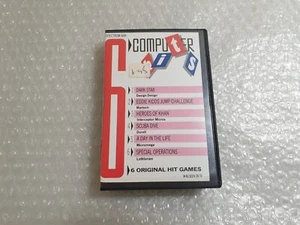 SPECTRUM 48K
6 COMPUTER
Hits
DARK STAR
Design Design
EDDIE KIDD'S JUMP CHALLENGE
Martech
HEROES OF KHAN
Interceptor Micros
SCUBA DIVE
Durell
A DAY IN THE LIFE
Micromega
SPECIAL OPERATIONS
Lothlorien
6 ORIGINAL HIT GAMES